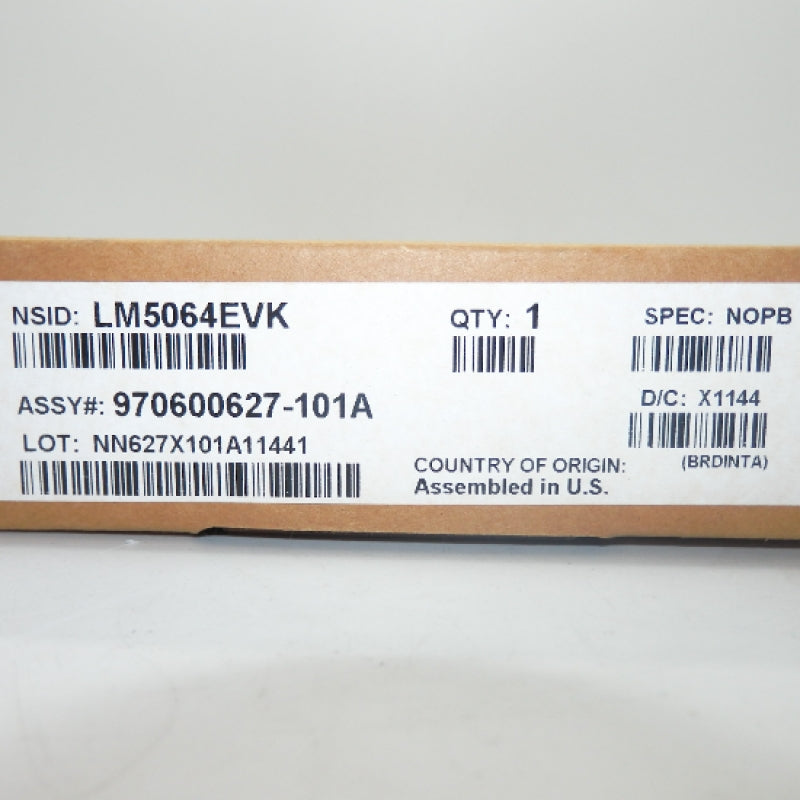 NSID: LM5064EVK
QTY: 1
SPEC: NOPB
ASSY#: 970600627-101A
D/C: X1144
LOT: NN627X101A11441
COUNTRY OF ORIGIN:
(BRDINTA)
Assembled in U.S.